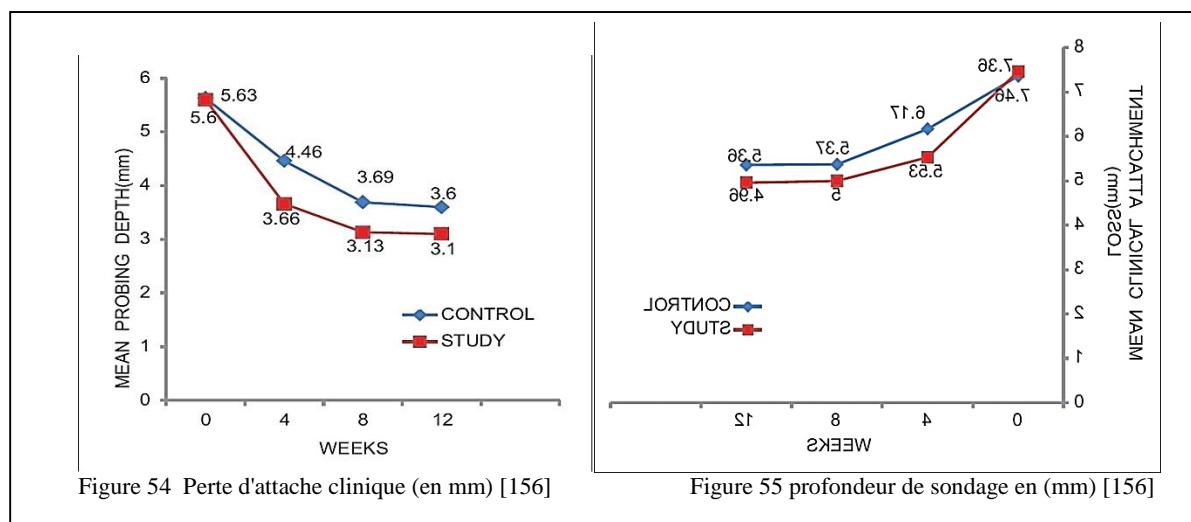 6
5
4
3
2
1
0
MEAN PROBING DEPTH(mm)
5.63
5.6
4.46
3.66
3.69
3.13
3.6
3.1
CONTROL
STUDY
0 4 8 12
WEEKS
8
7
6
5
4
3
2
1
0
MEAN CLINICAL ATTACHMENT
LOSS(mm)
7.36
7.46
6.17
5.53
5.37
5
5.36
4.96
CONTROL
STUDY
12 8 4 0
WEEKS
Figure 54 Perte d'attache clinique (en mm) [156]
Figure 55 profondeur de sondage en (mm) [156]